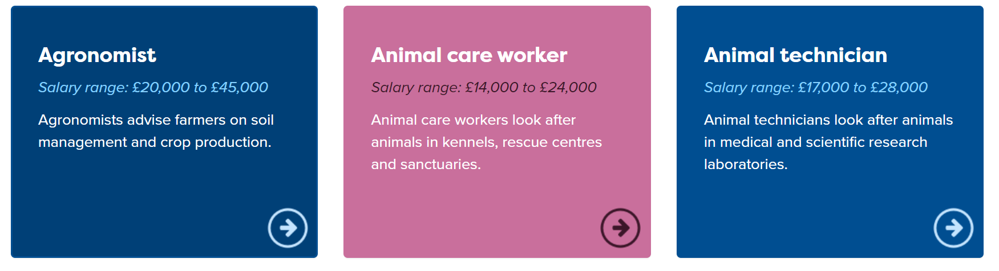 Agronomist
Salary range: £20,000 to £45,000
Agronomists advise farmers on soil
management and crop production.
Animal care worker
Salary range: £14,000 to £24,000
Animal care workers look after
animals in kennels, rescue centres
and sanctuaries.
Animal technician
Salary range: £17,000 to £28,000
Animal technicians look after animals
in medical and scientific research
laboratories.